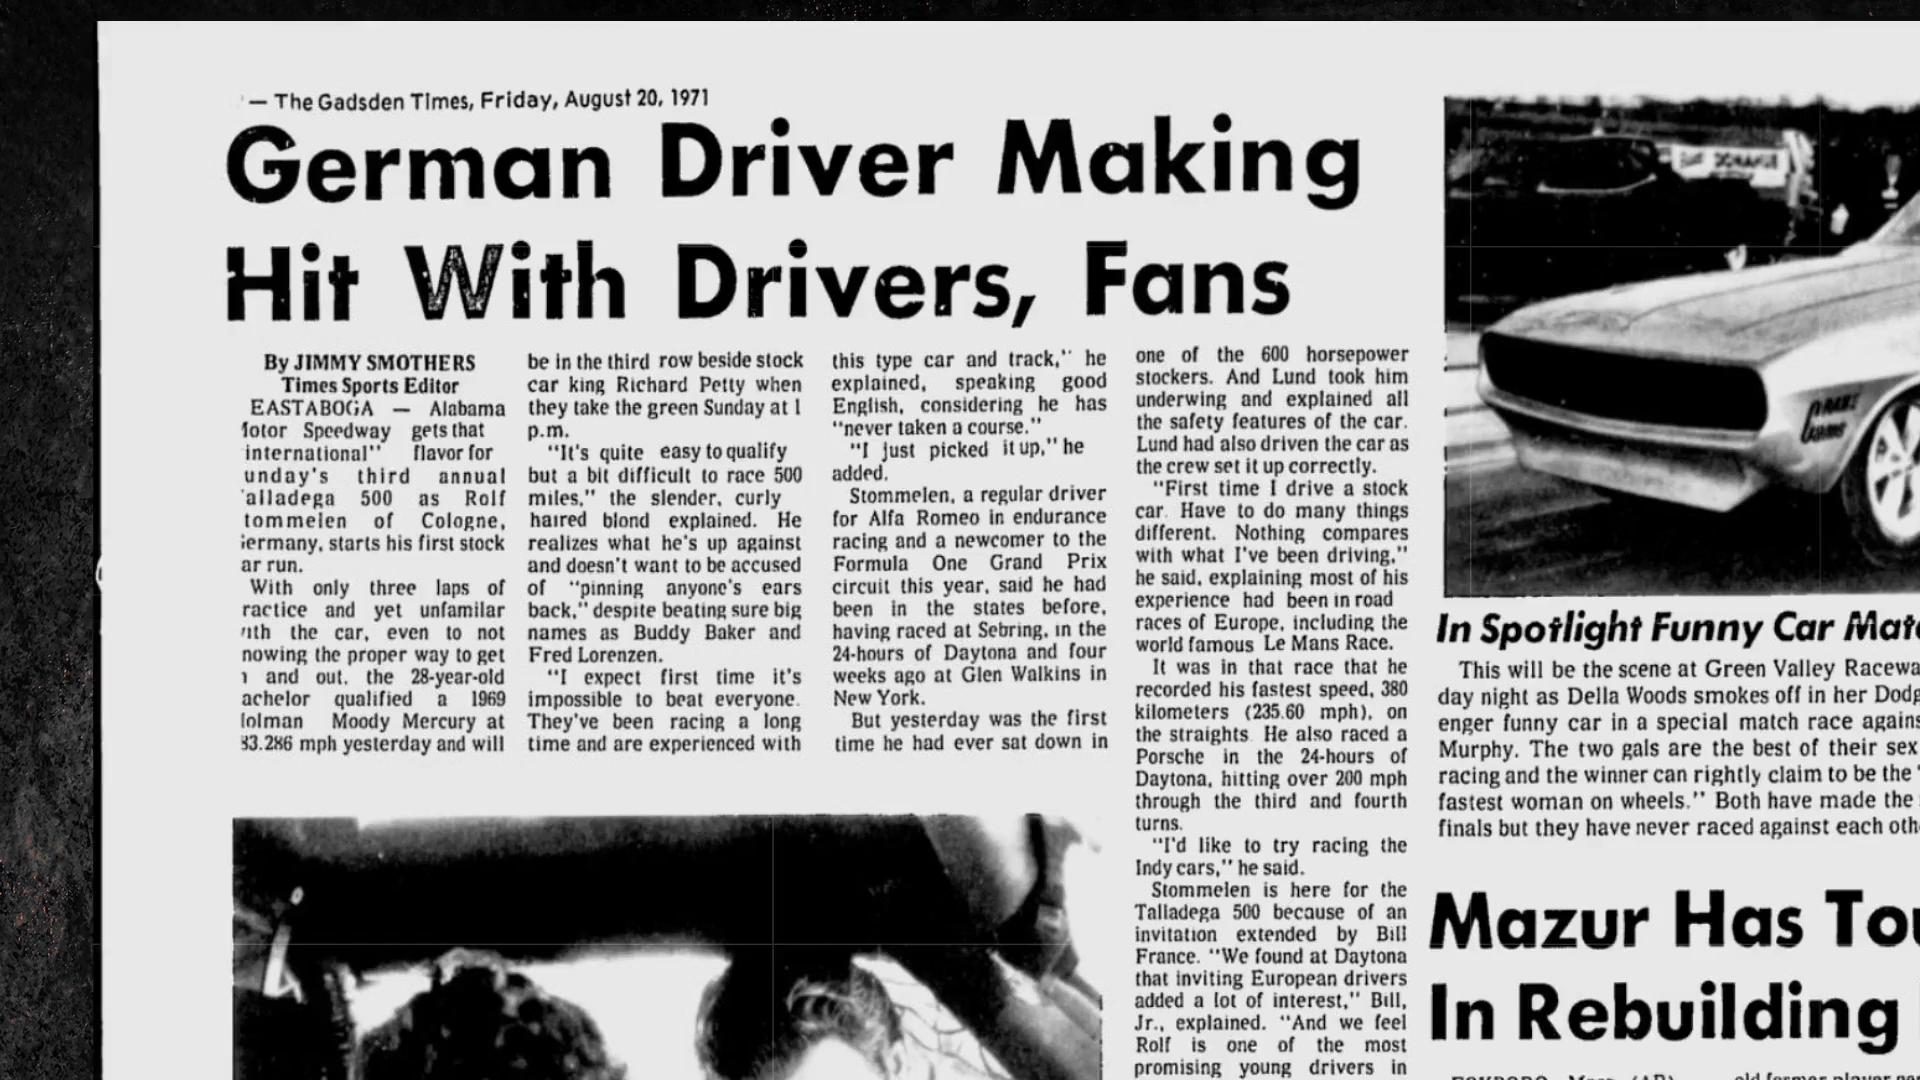 — The Gadsden Times, Friday, August 20, 1971
German Driver Making
Hit With Drivers, Fans
By JIMMY SMOTHERS
Times Sports Editor
EASTABOGA — Alabama
lotor Speedway gets that
international" flavor for
unday's third annual
alladega 500 as Rolf
tommelen of Cologne,
iermany, starts his first stock
ar run.
With only three laps of
ractice and yet unfamilar
ith the car, even to not
nowing the proper way to get
and out, the 28-year-old
achelor qualified a 1969
lolman Moody Mercury at
83.286 mph yesterday and will
be in the third row beside stock
car king Richard Petty when
they take the green Sunday at 1
p.m.
"It's quite easy to qualify
but a bit difficult to race 500
miles," the slender, curly
haired blond explained. He
realizes what he's up against
and doesn't want to be accused
of "pinning anyone's ears
back," despite beating sure big
names as Buddy Baker and
Fred Lorenzen.
"I expect first time it's
impossible to beat everyone.
They've been racing a long
time and are experienced with
this type car and track," he
explained, speaking good
English, considering he has
"never taken a course."
"I just picked it up," he
added.
Stommelen, a regular driver
for Alfa Romeo in endurance
racing and a newcomer to the
Formula One Grand Prix
circuit this year, said he had
been in the states before,
having raced at Sebring, in the
24-hours of Daytona and four
weeks ago at Glen Walkins in
New York.
But yesterday was the first
time he had ever sat down in
one of the 600 horsepower
stockers. And Lund took him
underwing and explained all
the safety features of the car.
Lund had also driven the car as
the crew set it up correctly.
"First time I drive a stock
car. Have to do many things
different. Nothing compares
with what I've been driving,"
he said, explaining most of his
experience had been in road
races of Europe, including the
world famous Le Mans Race.
It was in that race that he
recorded his fastest speed, 380
kilometers (235.60 mph), on
the straights. He also raced a
Porsche in the 24-hours of
Daytona, hitting over 200 mph
through the third and fourth
turns.
"I'd like to try racing the
Indy cars," he said.
Stommelen is here for the
Talladega 500 because of an
invitation extended by Bill
France. "We found at Daytona
that inviting European drivers
added a lot of interest," Bill,
Jr., explained. "And we feel
Rolf is one of the most
promising young drivers in
In Spotlight Funny Car Mat
This will be the scene at Green Valley Racewa
day night as Della Woods smokes off in her Dodg
enger funny car in a special match race agains
Murphy. The two gals are the best of their sex
racing and the winner can rightly claim to be the
fastest woman on wheels." Both have made the
finals but they have never raced against each oth
Mazur Has Tou
In Rebuilding